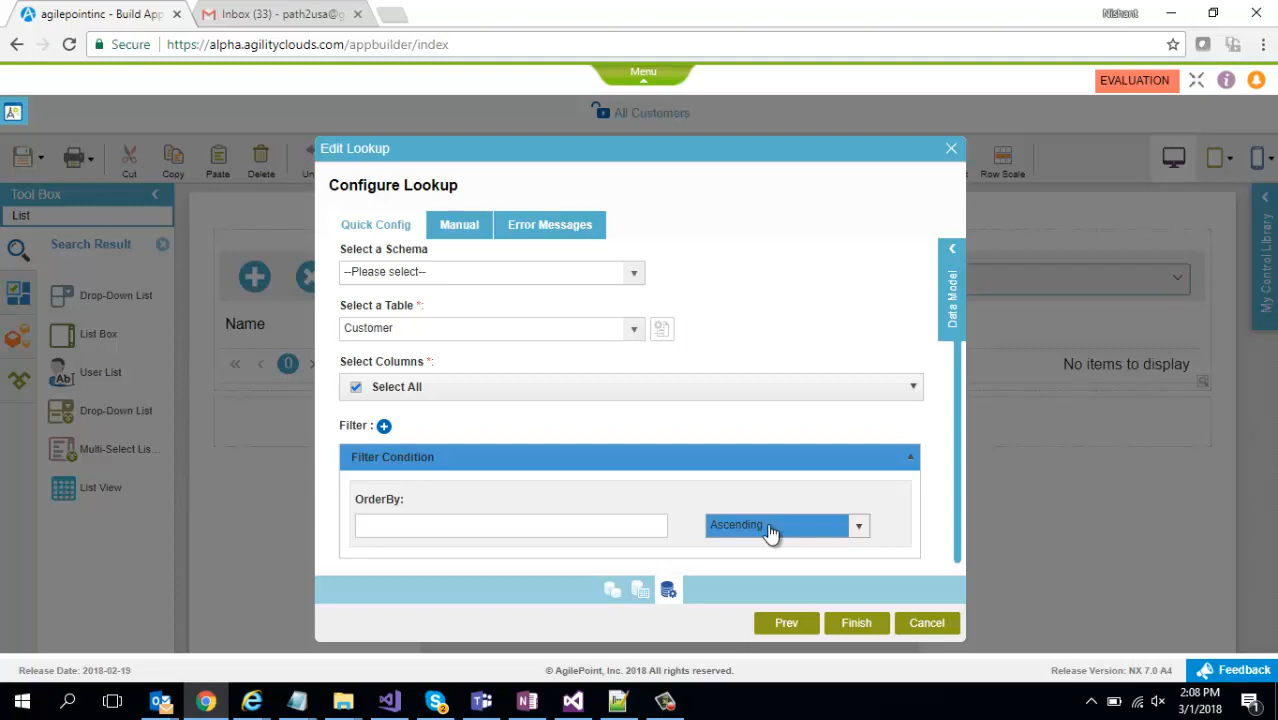 agilepointinc - Build App
Inbox (33) - path2usa@g
Nishant
Secure
https://alpha.agilityclouds.com/appbuilder/index
Menu
EVALUATION
All Customers
Cut
Copy
Paste
Delete
Un
Row Scale
Tool Box
List
Search Result
Drop-Down List
List Box
User List
Drop-Down List
Multi-Select Lis...
List View
Name
0
No items to display
My Control Library
Edit Lookup
Configure Lookup
Quick Config
Manual
Error Messages
Data Model
Select a Schema
--Please select--
Select a Table *:
Customer
Select Columns *:
Select All
Filter :
Filter Condition
OrderBy:
Ascending
Prev
Finish
Cancel
Release Date: 2018-02-19
© AgilePoint, Inc. 2018 All rights reserved.
Release Version: NX 7.0 A4
Feedback
2:08 PM
3/1/2018